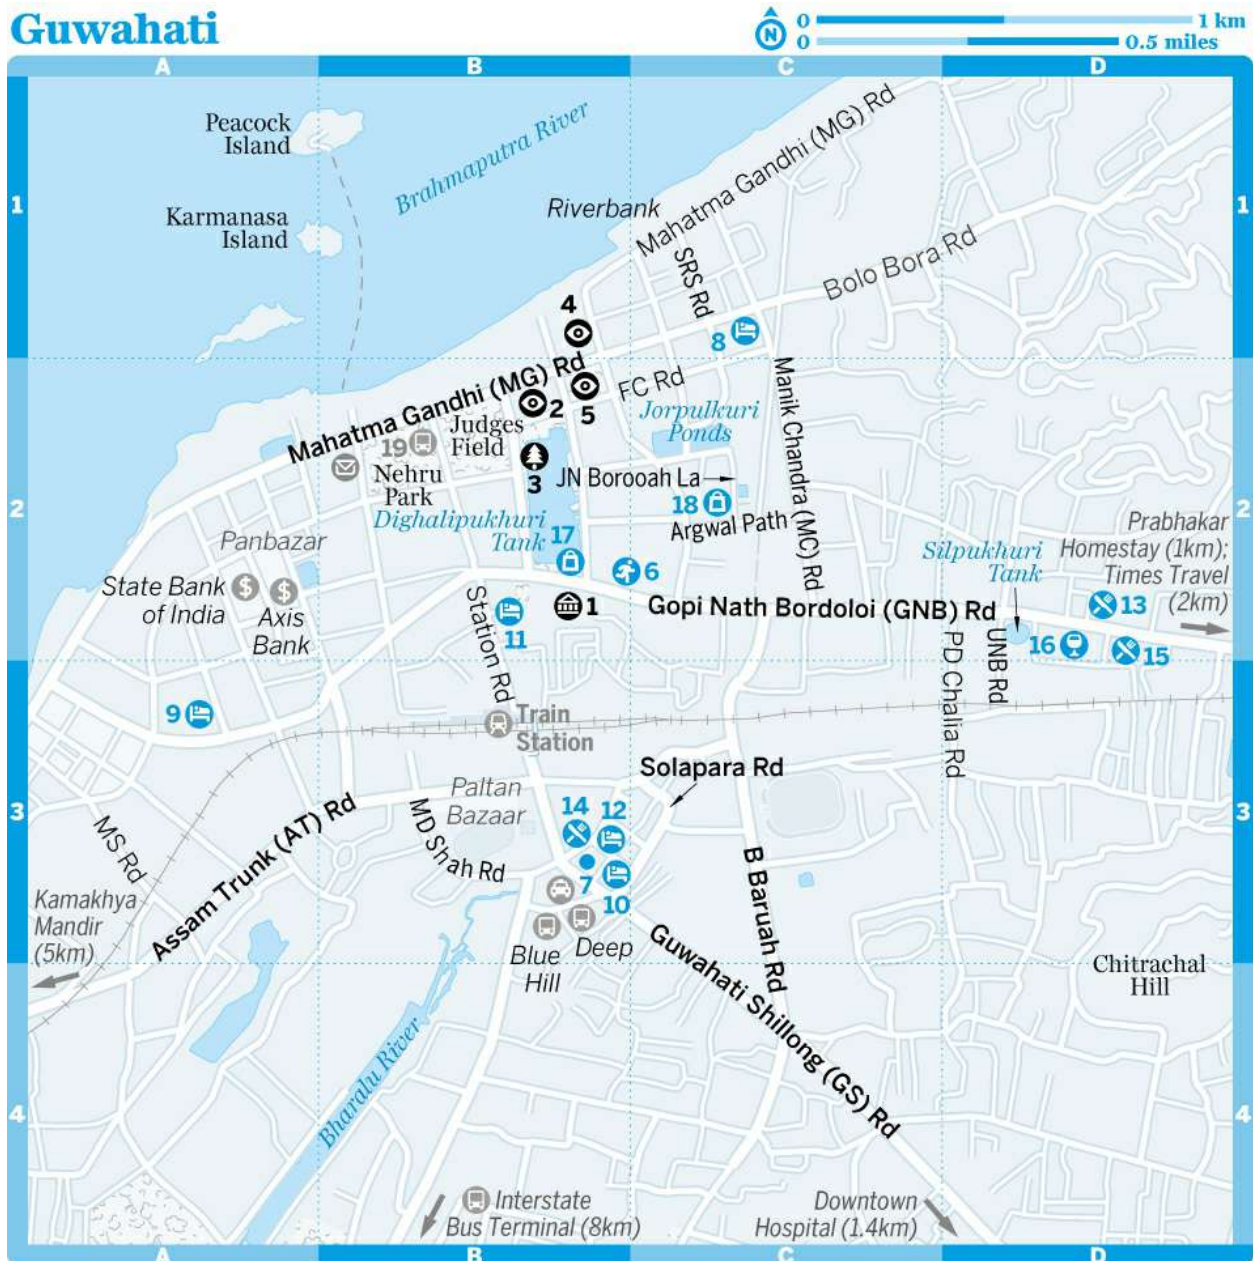 Guwahati
N
0 1 km
0 0.5 miles
A B C D
Peacock
Island
Brahmaputra River
Mahatma Gandhi (MG) Rd
1 1
Karmanasa
Island
Riverbank
SRS Rd
Bolo Bora Rd
4
8
Mahatma Gandhi (MG) Rd
FC Rd
Manik Chandra (MC) Rd
2
5
Judges
Field
Jorpulkuri
Ponds
19
Nehru
Park
3
JN Borooah La
2 2
18
Argwal Path
Dighalipukhuri
Tank
17
Panbazar
Silpukhuri
Tank
Prabhakar
Homestay (1km);
Times Travel
(2km)
State Bank
of India
Axis
Bank
6
13
Station Rd
11
1
Gopi Nath Bordoloi (GNB) Rd
16
15
PD Chalia Rd
UNB Rd
9
Train
Station
Solapara Rd
Paltan
Bazaar
14 12
3 3
MS Rd
Assam Trunk (AT) Rd
MD Shah Rd
7
10
B Baruah Rd
Kamakhya
Mandir
(5km)
Blue
Hill
Deep
Guwahati Shillong (GS) Rd
Chitrachal
Hill
Bharalu River
4 4
Interstate
Bus Terminal (8km)
Downtown
Hospital (1.4km)
A B C D